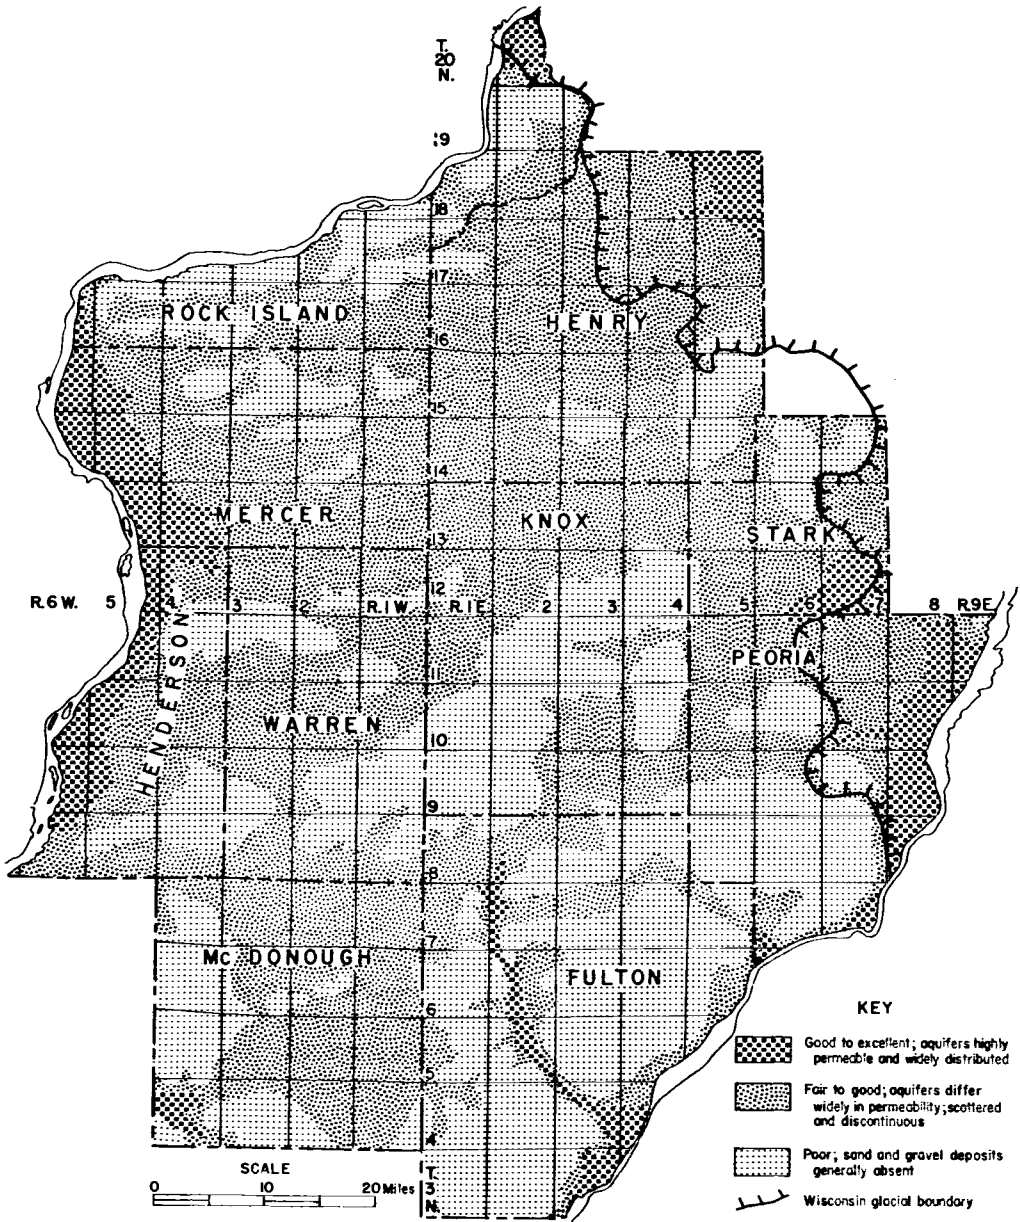 T.
20
N.
19
18
17
ROCK ISLAND
HENRY
16
15
14
MERCER
KNOX
STARK
13
12
R.6W. 5 4 3 2 R.I W. R.I E. 2 3 4 5 6 7 8 R.9E.
HENDERSON
PEORIA
11
WARREN
10
9
8
7
Mc DONOUGH
FULTON
6
5
4
T.
3
N.
KEY
Good to excellent; aquifers highly
permeable and widely distributed
Fair to good; aquifers differ
widely in permeability; scattered
and discontinuous
Poor; sand and gravel deposits
generally absent
Wisconsin glacial boundary
SCALE
0 10 20 Miles